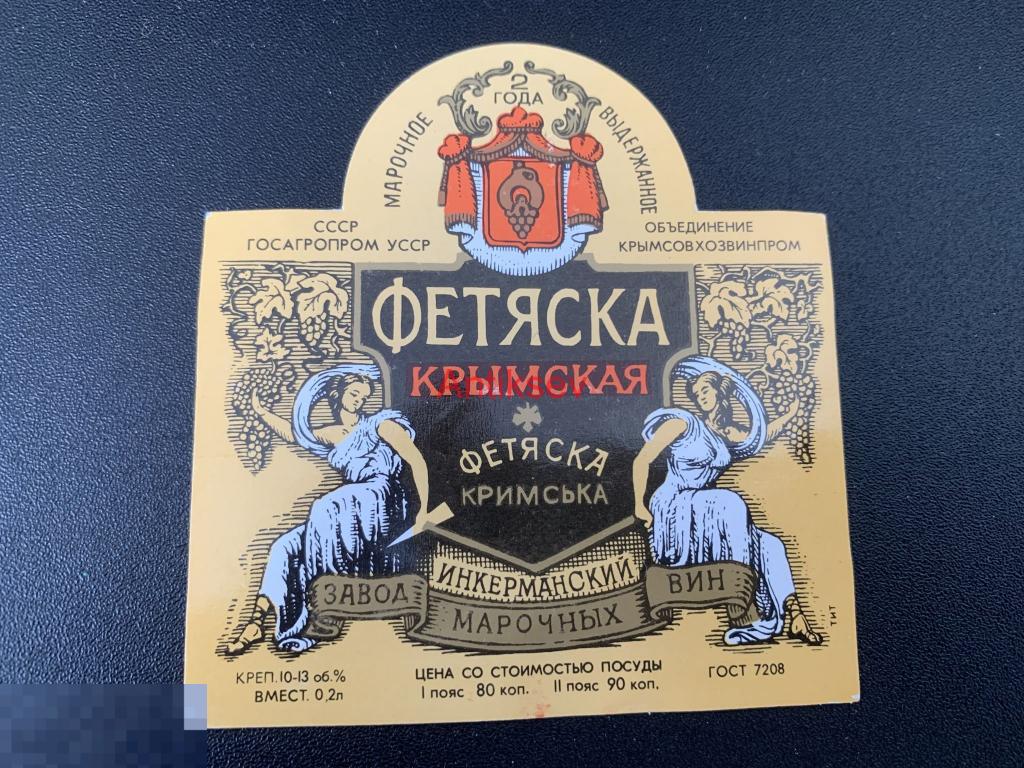 2
ГОДА
МАРОЧНОЕ
ВЫДЕРЖАННОЕ
СССР
ГОСАГРОПРОМ УССР
ОБЪЕДИНЕНИЕ
КРЫМСОВХОЗВИНПРОМ
ФЕТЯСКА
КРЫМСКАЯ
ФЕТЯСКА
КРИМСЬКА
ИНКЕРМАНСКИЙ
ЗАВОД МАРОЧНЫХ ВИН
ТИТ
КРЕП. 10-13 об.%
ВМЕСТ. 0,2л
ЦЕНА СО СТОИМОСТЬЮ ПОСУДЫ
I пояс 80 коп. II пояс 90 коп.
ГОСТ 7208